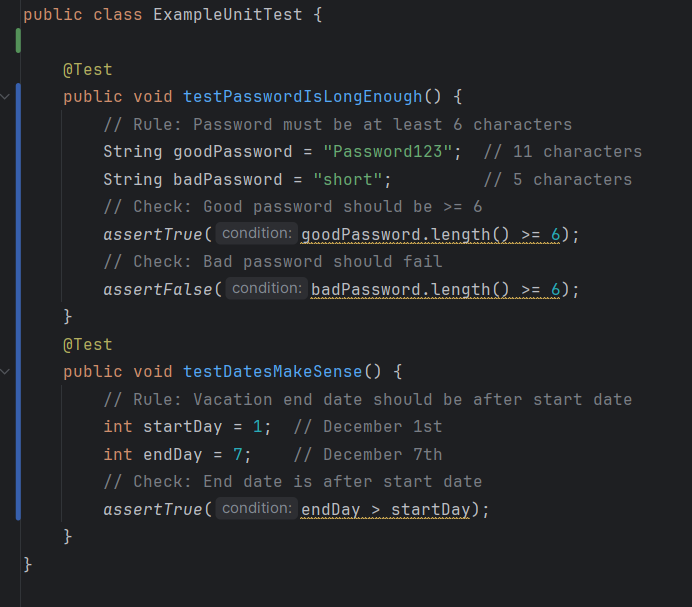 public class ExampleUnitTest {
@Test
public void testPasswordIsLongEnough() {
// Rule: Password must be at least 6 characters
String goodPassword = "Password123";  // 11 characters
String badPassword = "short";         // 5 characters
// Check: Good password should be >= 6
assertTrue( condition: goodPassword.length() >= 6);
// Check: Bad password should fail
assertFalse( condition: badPassword.length() >= 6);
}
@Test
public void testDatesMakeSense() {
// Rule: Vacation end date should be after start date
int startDay = 1;  // December 1st
int endDay = 7;    // December 7th
// Check: End date is after start date
assertTrue( condition: endDay > startDay);
}
}